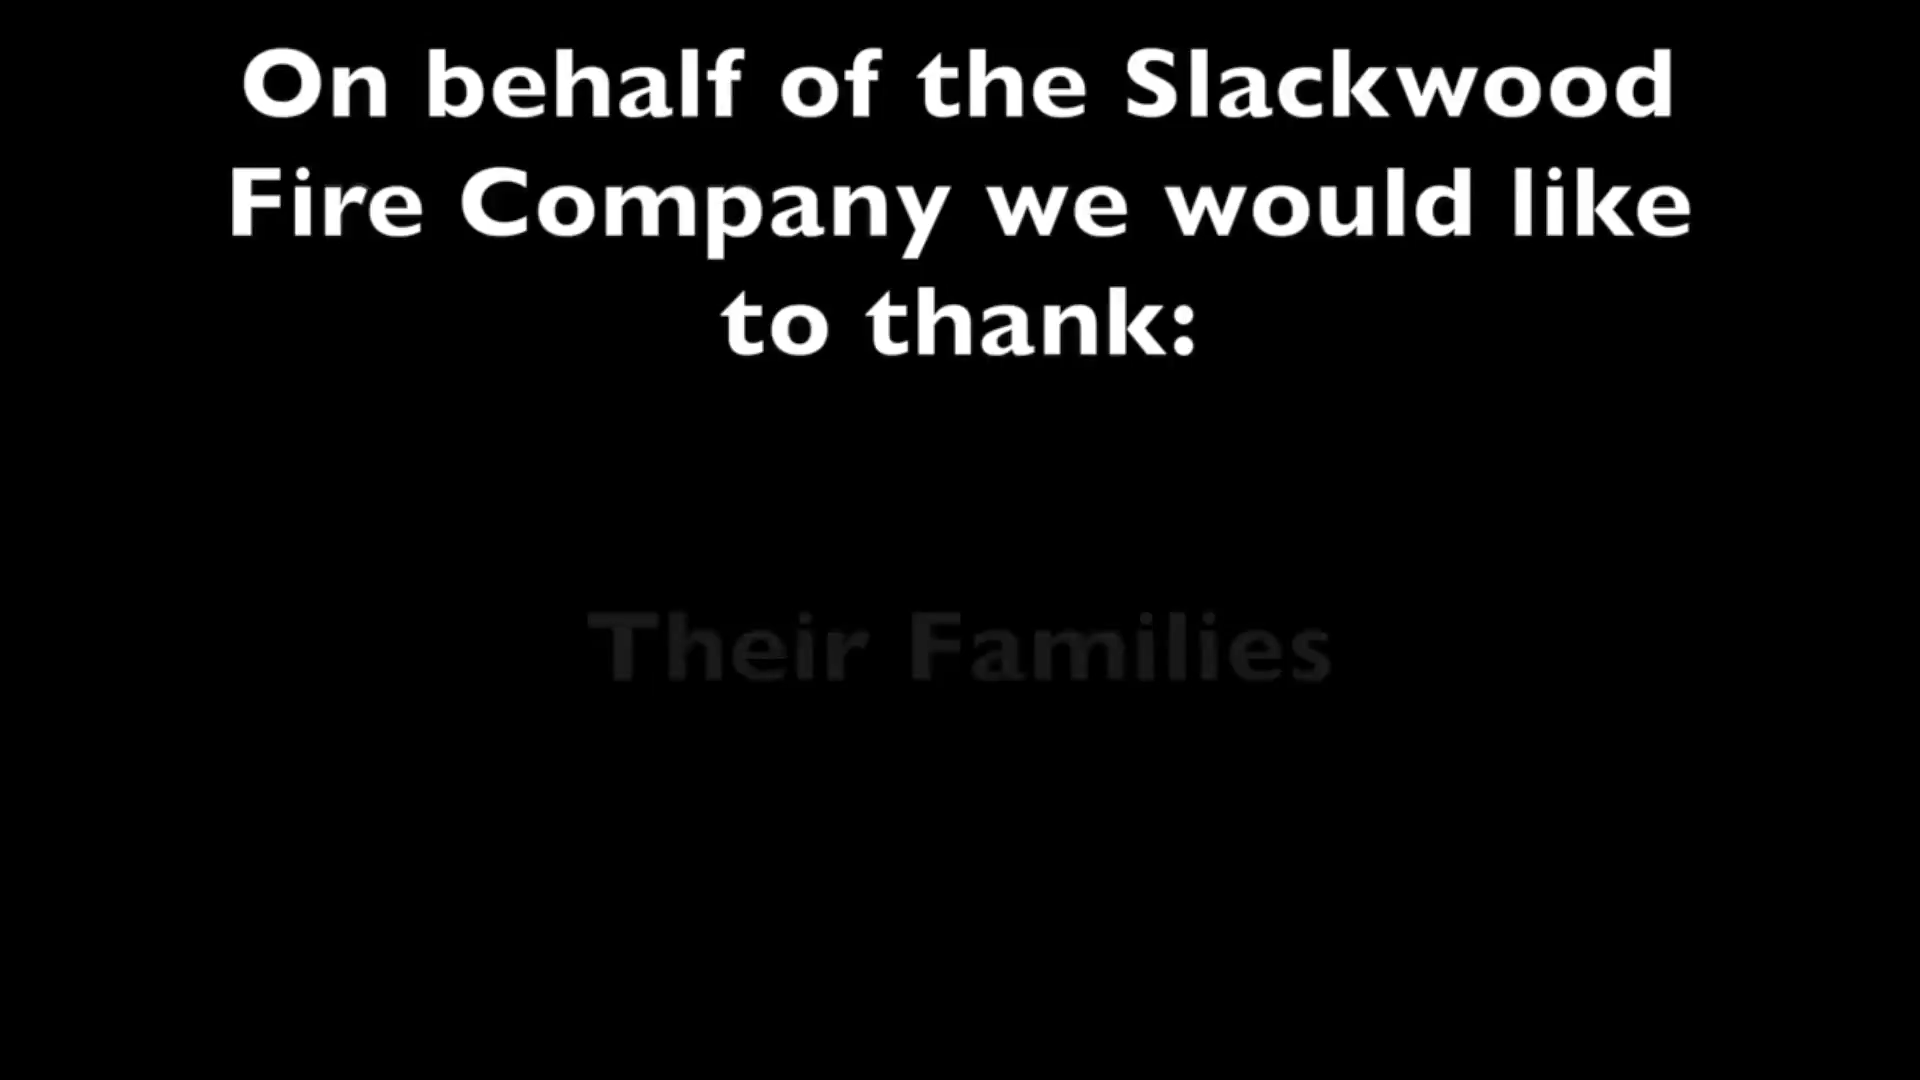 On behalf of the Slackwood
Fire Company we would like
to thank:
Their Families